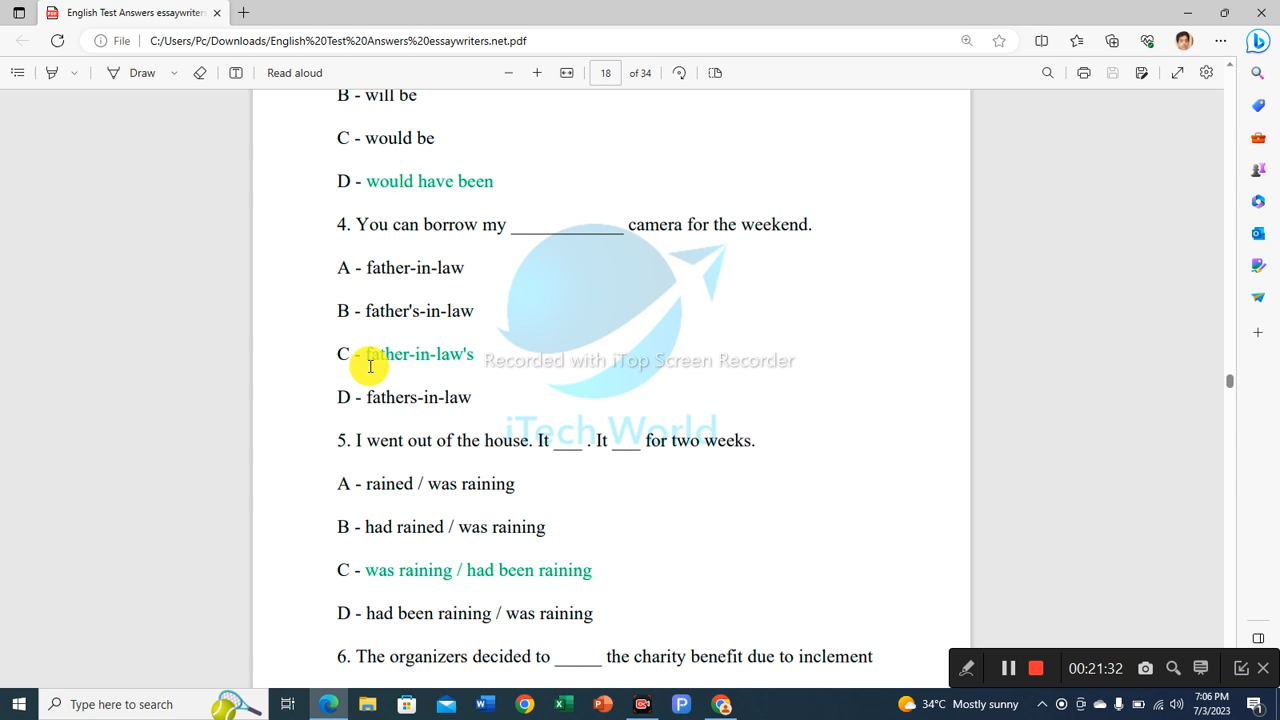 English Test Answers essaywriter
File
C:/Users/Pc/Downloads/English%20Test%20Answers%20essaywriters.net.pdf
Draw
Read aloud
18
of 34
B - will be
C - would be
D - would have been
4. You can borrow my ____________ camera for the weekend.
A - father-in-law
B - father's-in-law
C - father-in-law's
Recorded with iTop Screen Recorder
D - fathers-in-law
iTech World
5. I went out of the house. It ___ . It ___ for two weeks.
A - rained / was raining
B - had rained / was raining
C - was raining / had been raining
D - had been raining / was raining
6. The organizers decided to _____ the charity benefit due to inclement
00:21:32
Type here to search
34°C Mostly sunny
7:06 PM
7/3/2023